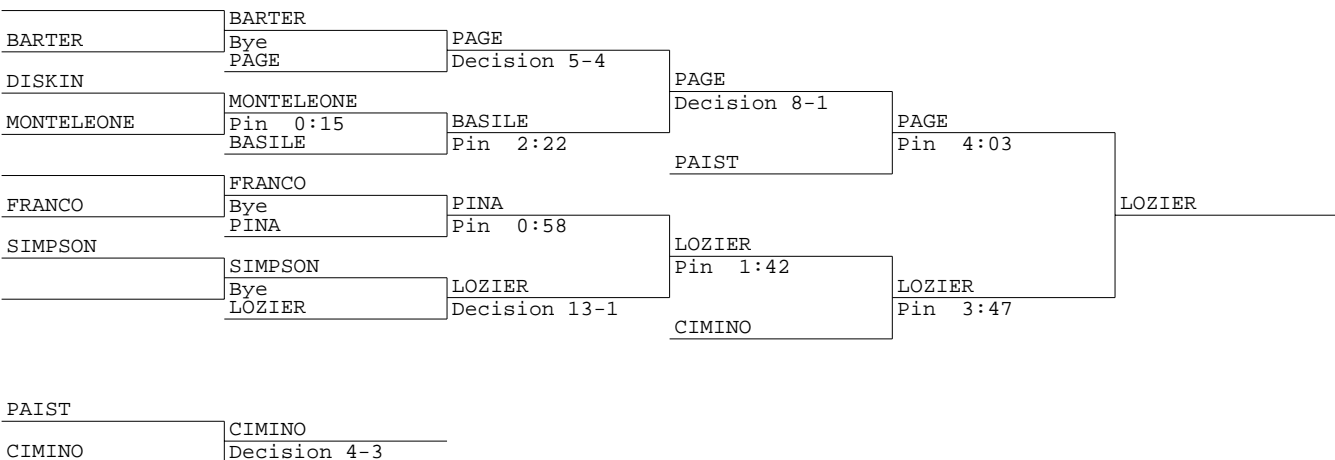 BARTER
BARTER Bye PAGE
PAGE Decision 5-4
DISKIN PAGE
MONTELEONE Decision 8-1
MONTELEONE Pin 0:15 BASILE PAGE
BASILE Pin 2:22 Pin 4:03
PAIST
FRANCO
FRANCO Bye PINA LOZIER
PINA Pin 0:58
SIMPSON LOZIER
SIMPSON Pin 1:42
Bye LOZIER LOZIER
LOZIER Decision 13-1 Pin 3:47
CIMINO
PAIST
CIMINO
CIMINO Decision 4-3